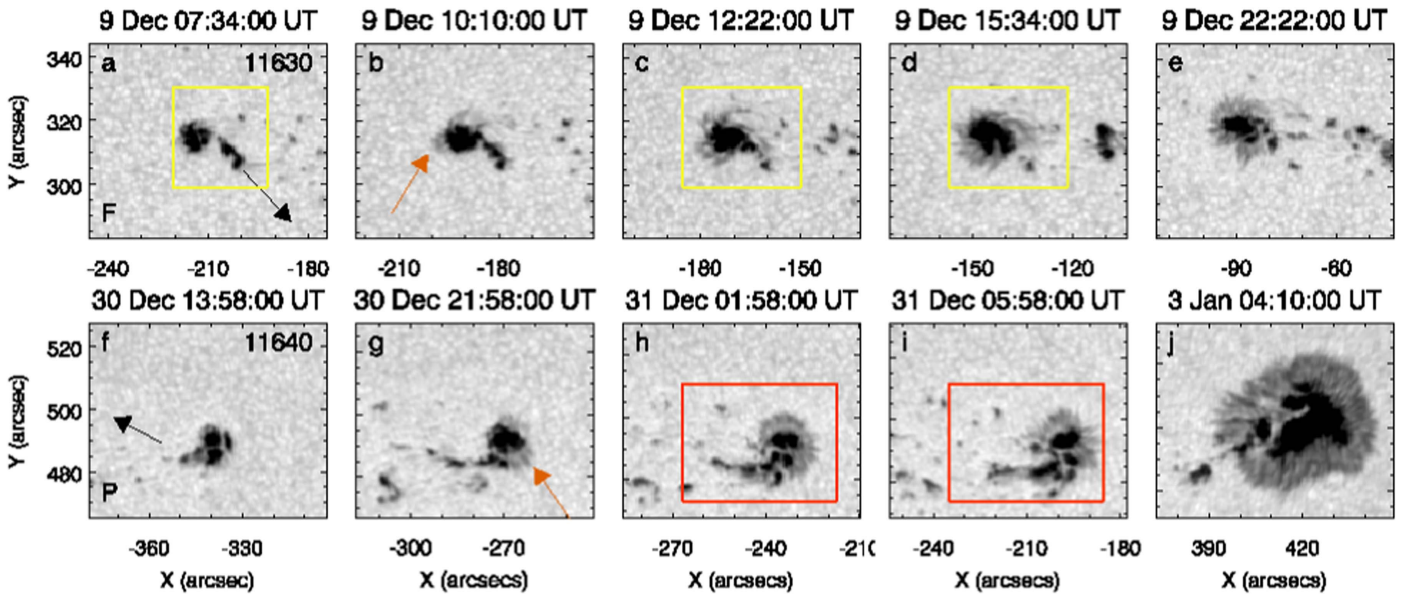 9 Dec 07:34:00 UT 9 Dec 10:10:00 UT 9 Dec 12:22:00 UT 9 Dec 15:34:00 UT 9 Dec 22:22:00 UT
a 11630 b c d e
340
320
300
Y (arcsec)
F
-240 -210 -180 -210 -180 -180 -150 -150 -120 -90 -60
30 Dec 13:58:00 UT 30 Dec 21:58:00 UT 31 Dec 01:58:00 UT 31 Dec 05:58:00 UT 3 Jan 04:10:00 UT
f 11640 g h i j
520
500
480
Y (arcsec)
P
-360 -330 -300 -270 -270 -240 -210 -240 -210 -180 390 420
X (arcsec) X (arcsecs) X (arcsecs) X (arcsecs) X (arcsecs)